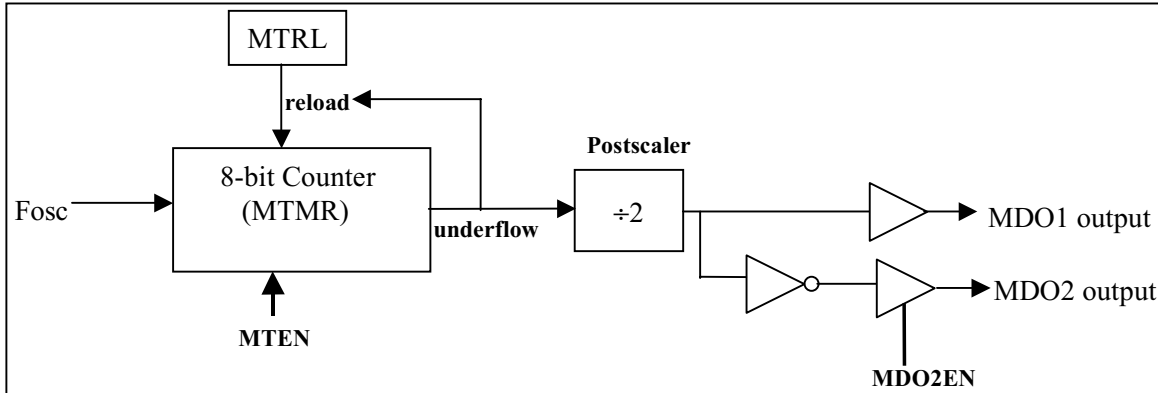 MTRL
reload
Postscaler
8-bit Counter
(MTMR)
Fosc
underflow
÷2
MDO1 output
MDO2 output
MTEN
MDO2EN